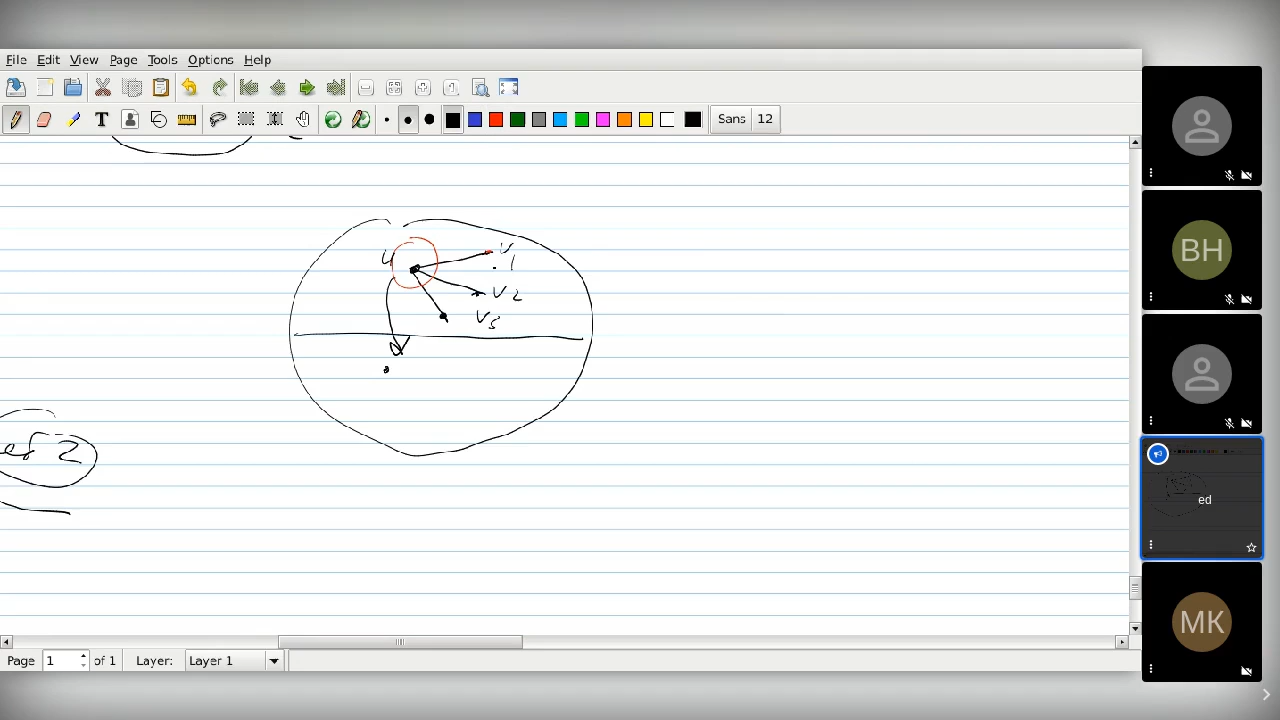 File Edit View Page Tools Options Help
Sans 12
u
v1
v2
v3
2
BH
ed
MK
Page 1 of 1 Layer: Layer 1